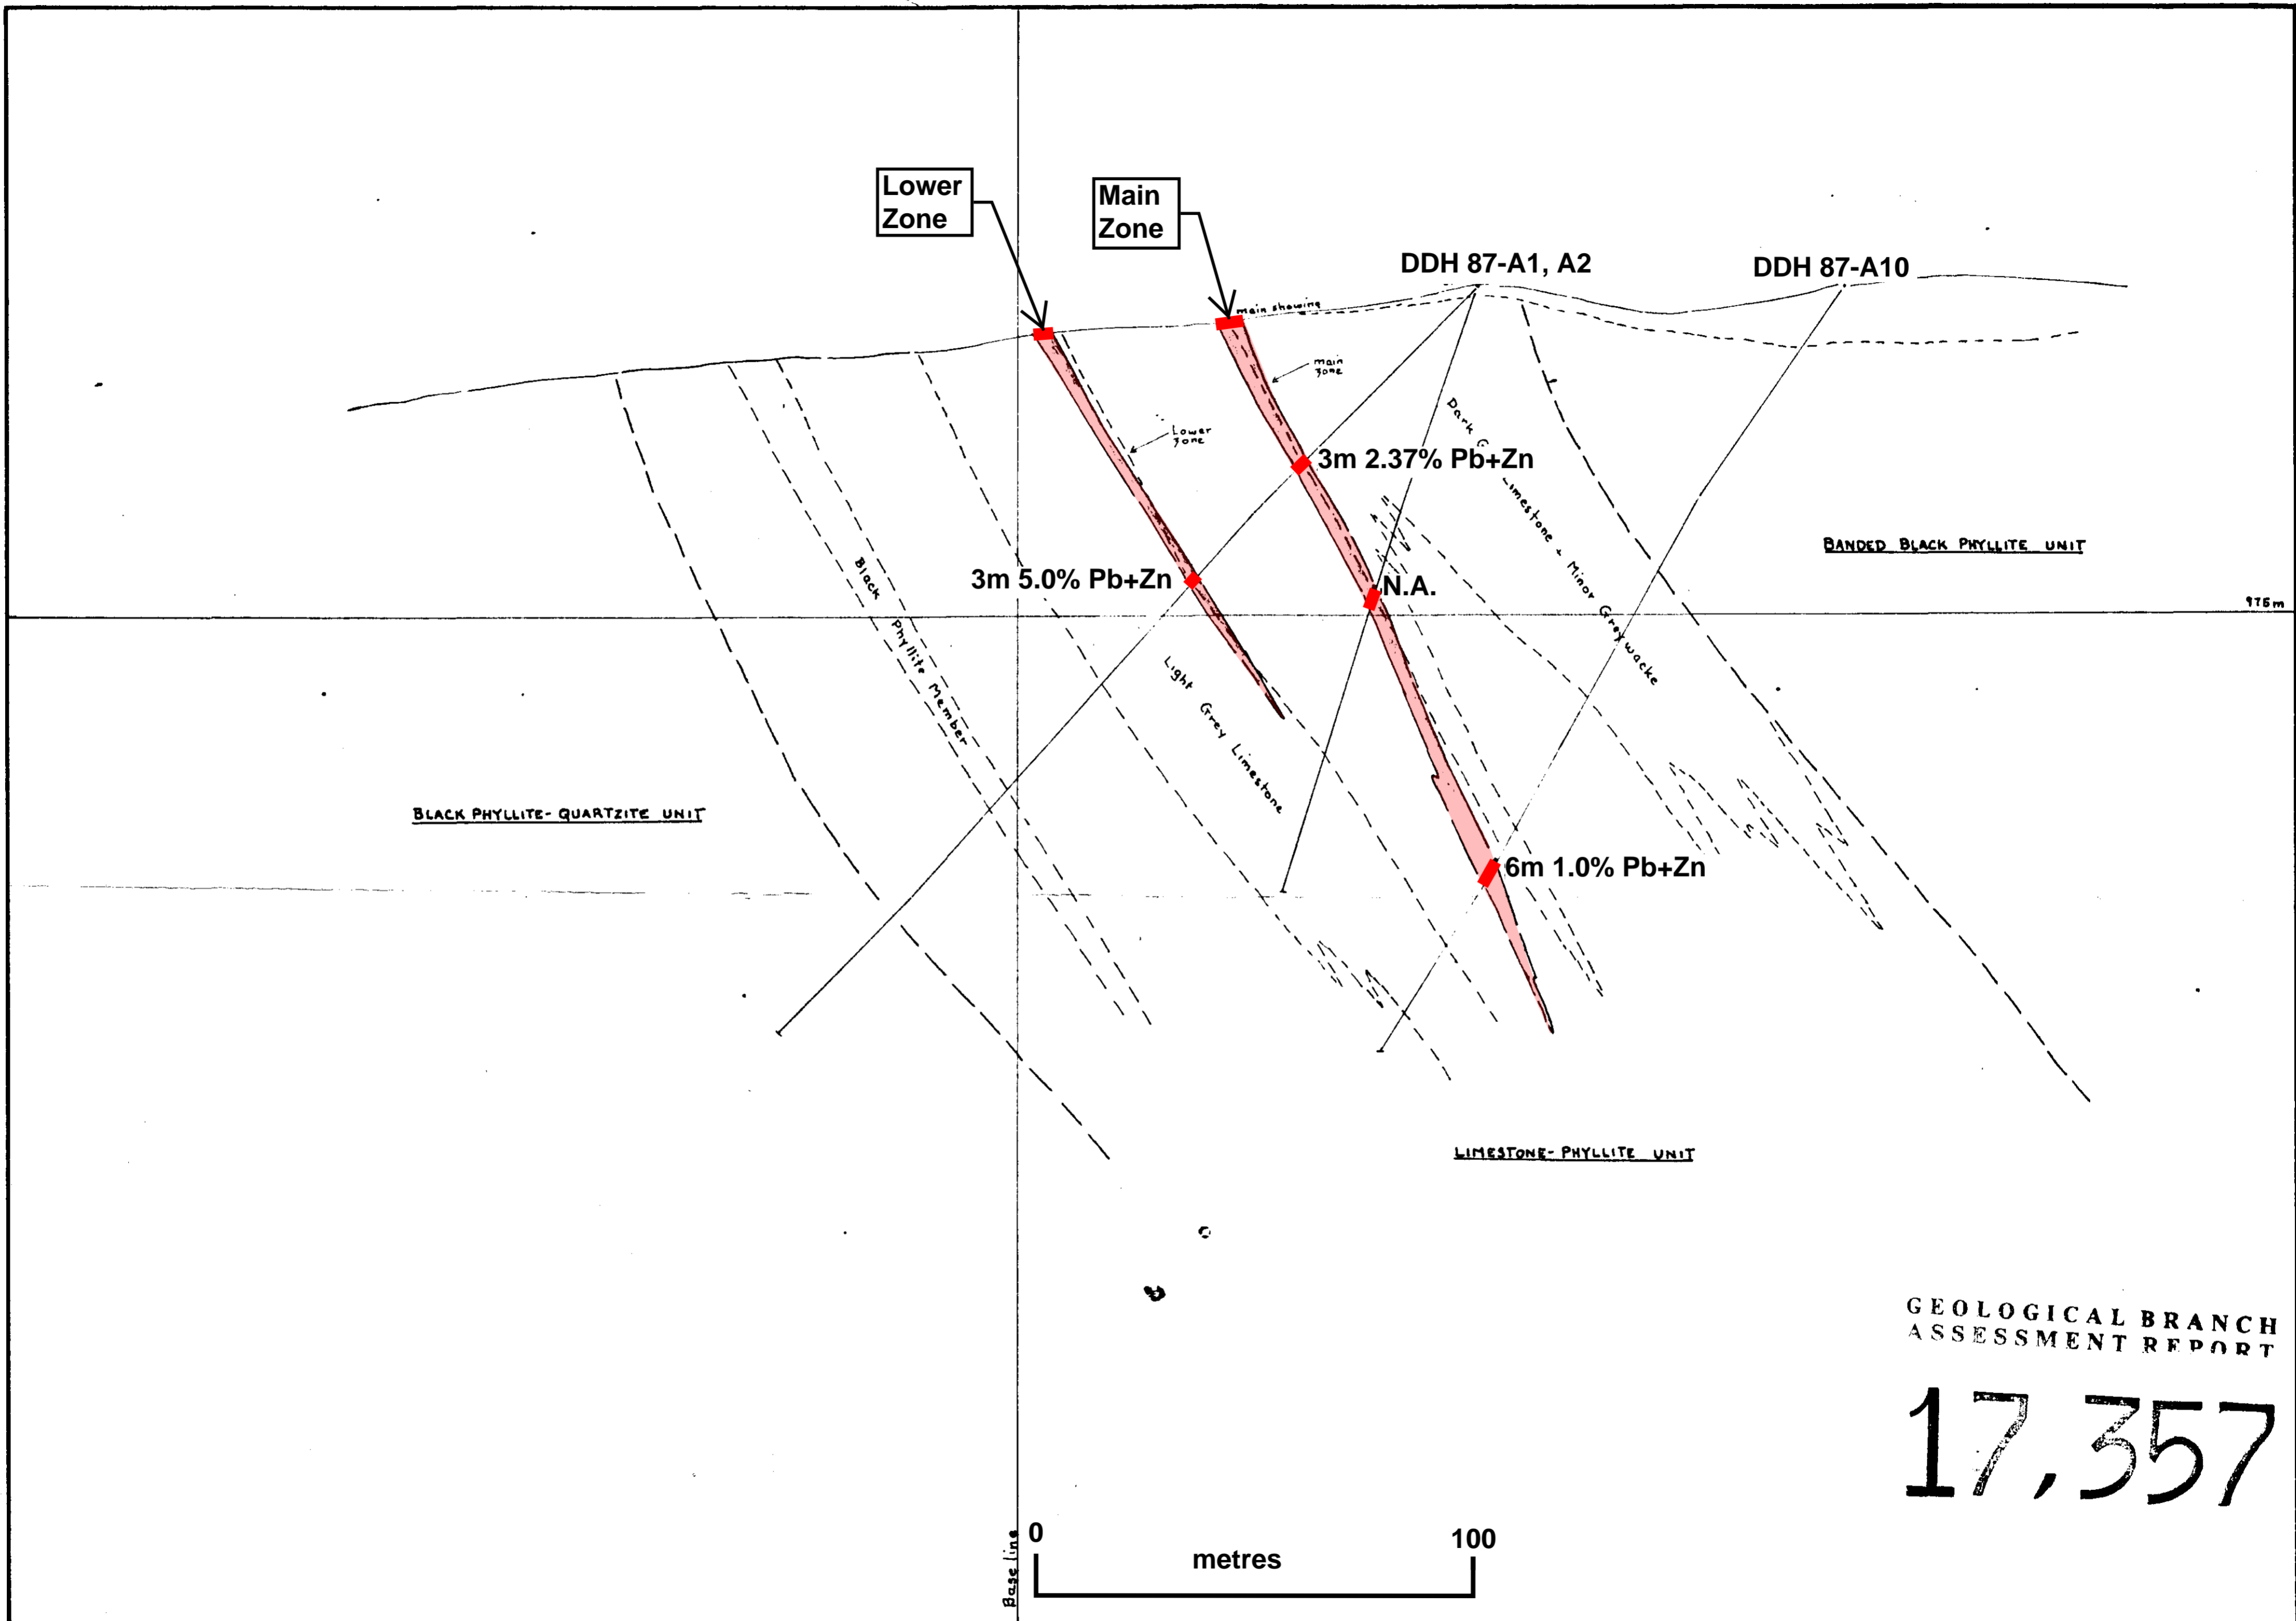 Lower
Zone
Main
Zone
DDH 87-A1, A2
DDH 87-A10
main showing
main
zone
Lower
zone
Dark G Limestone + Minor Greywacke
3m 2.37% Pb+Zn
BANDED BLACK PHYLLITE UNIT
3m 5.0% Pb+Zn
N.A.
975m
Black Phyllite Member
Light Grey Limestone
BLACK PHYLLITE-QUARTZITE UNIT
6m 1.0% Pb+Zn
LIMESTONE-PHYLLITE UNIT
GEOLOGICAL BRANCH
ASSESSMENT REPORT
17,357
Base line
0
100
metres